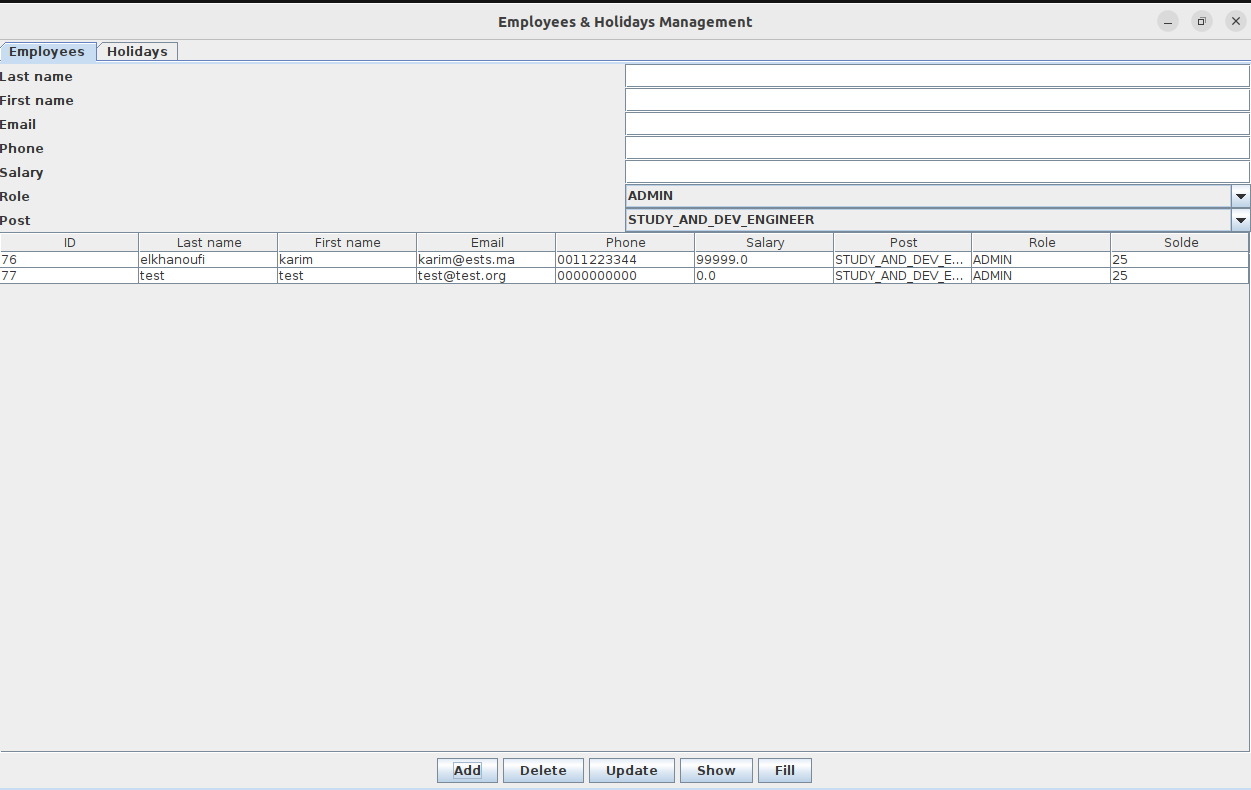 Employees & Holidays Management
Employees Holidays
Last name
First name
Email
Phone
Salary
Role ADMIN
Post STUDY_AND_DEV_ENGINEER
ID Last name First name Email Phone Salary Post Role Solde
76 elkhanoufi karim karim@ests.ma 0011223344 99999.0 STUDY_AND_DEV_E... ADMIN 25
77 test test test@test.org 0000000000 0.0 STUDY_AND_DEV_E... ADMIN 25
Add Delete Update Show Fill